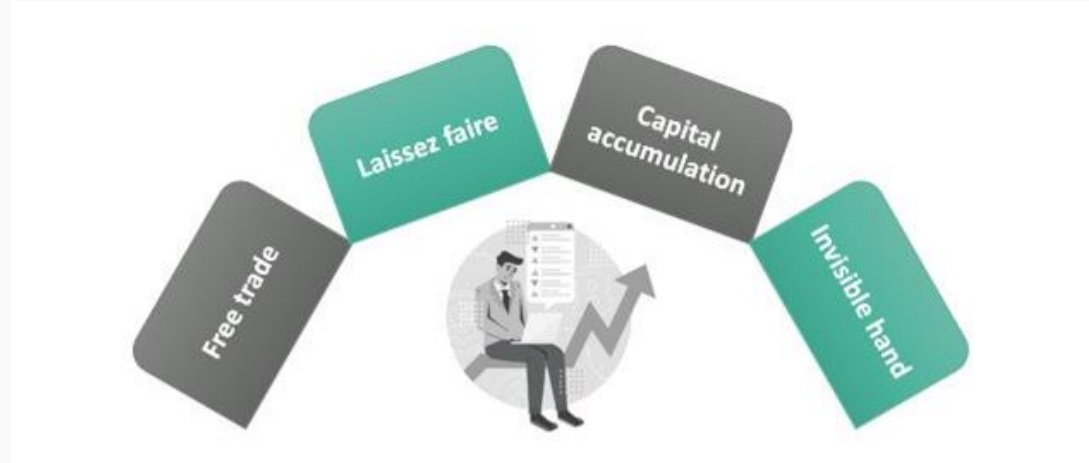 Free trade
Laissez faire
Capital
accumulation
Invisible hand